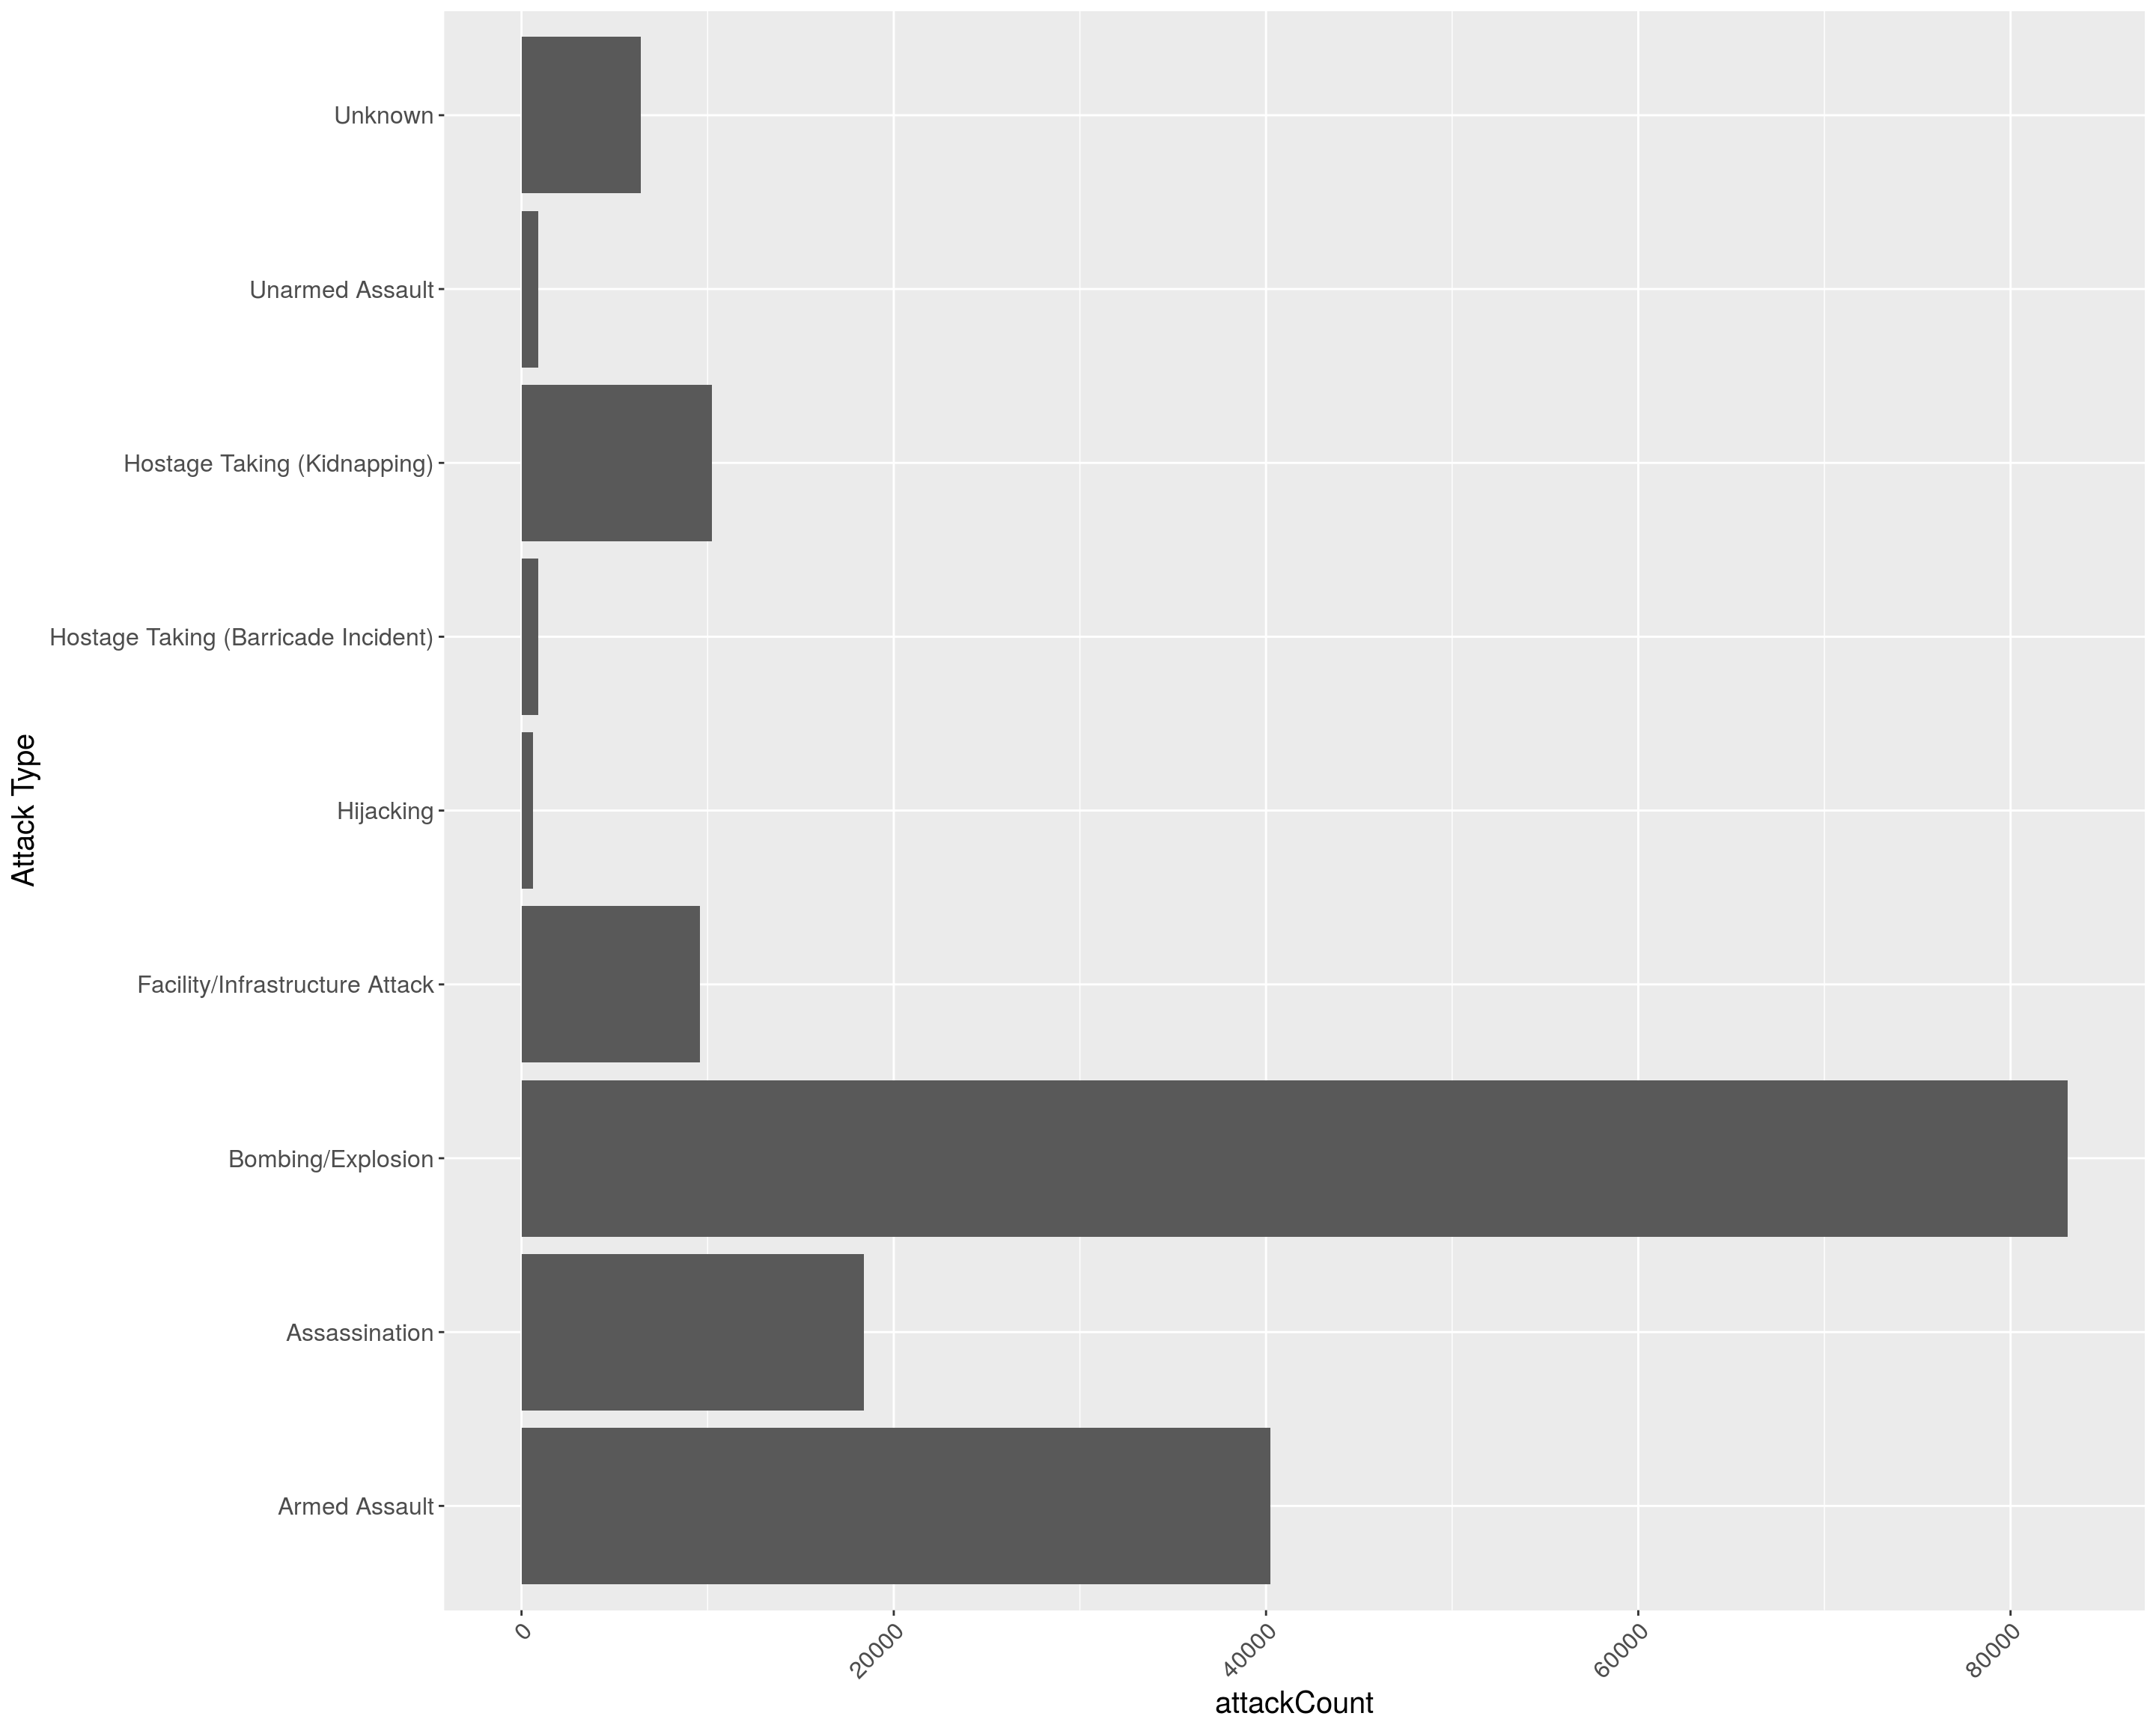 Unknown
Unarmed Assault
Hostage Taking (Kidnapping)
Hostage Taking (Barricade Incident)
Hijacking
Facility/Infrastructure Attack
Bombing/Explosion
Assassination
Armed Assault
Attack Type
0
20000
40000
60000
80000
attackCount